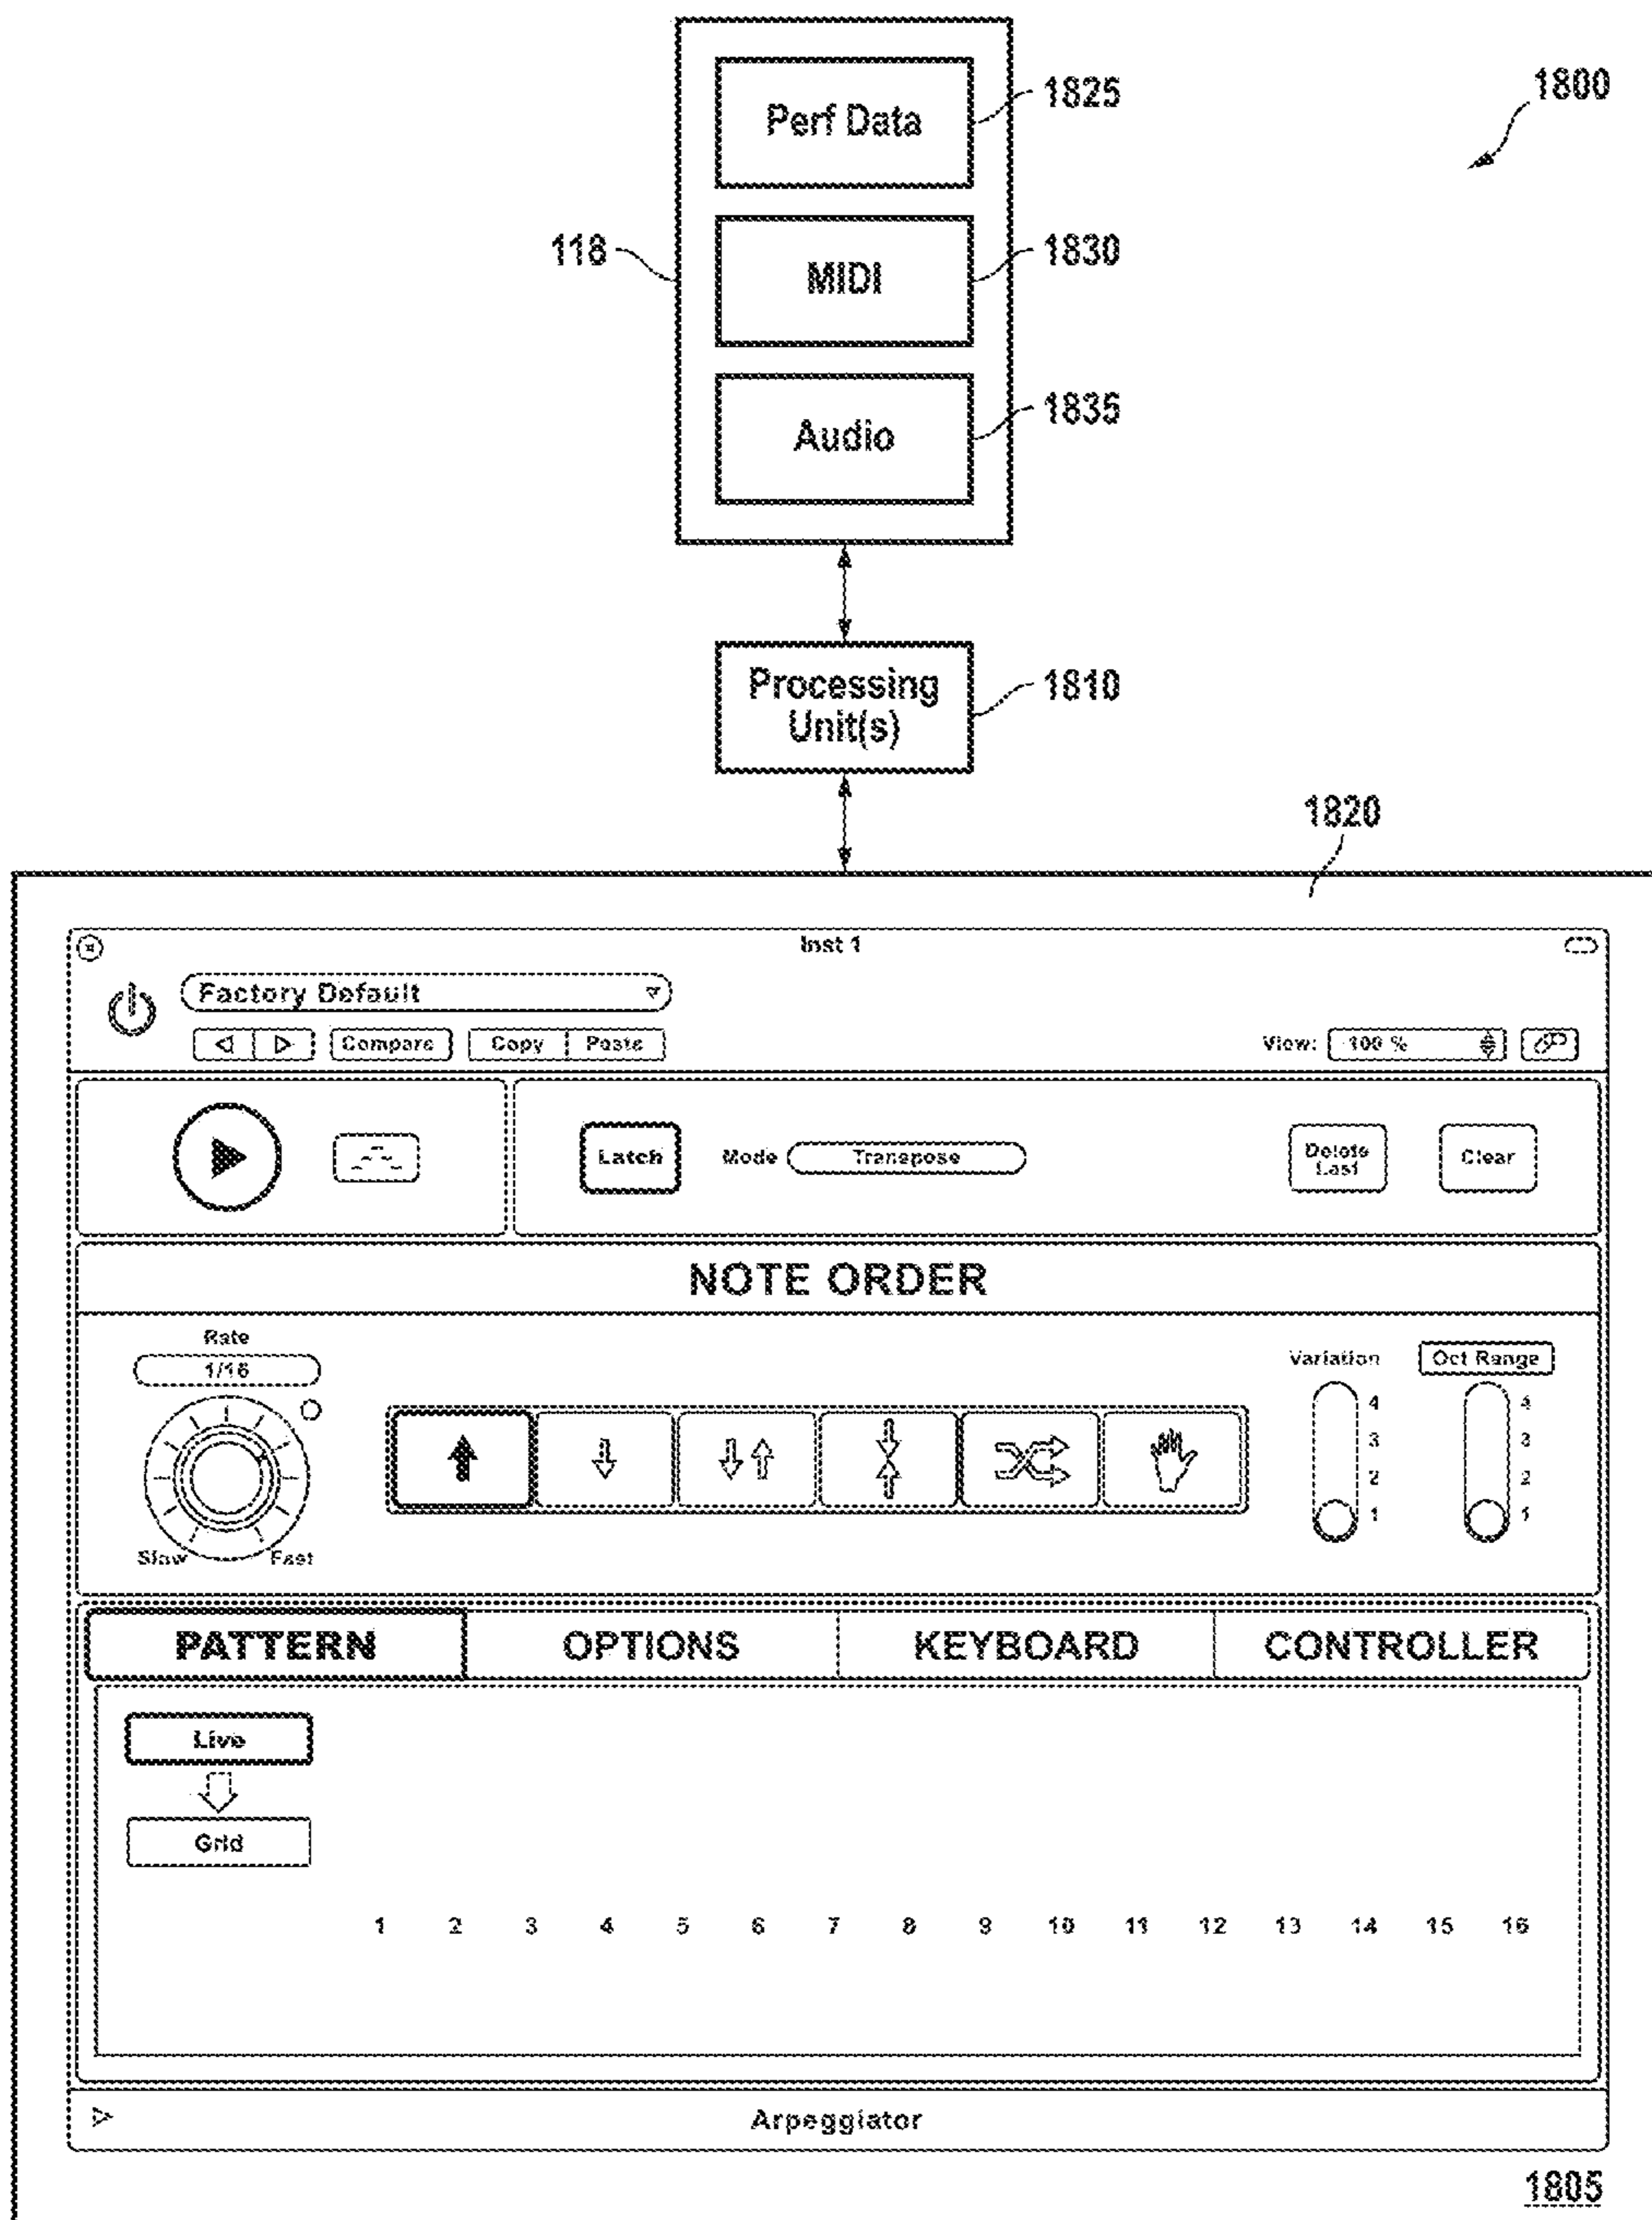 1800
Perf Data
1825
118
MIDI
1830
Audio
1835
Processing
Unit(s)
1810
1820
Inst 1
Factory Default
Compare Copy Paste
View: 100 %
Latch Mode Transpose Delete
Last
Clear
NOTE ORDER
Rate
1/16
Slow Fast
Variation
4
3
2
1
Oct Range
4
3
2
1
PATTERN OPTIONS KEYBOARD CONTROLLER
Live
Grid
1 2 3 4 5 6 7 8 9 10 11 12 13 14 15 16
Arpeggiator
1805